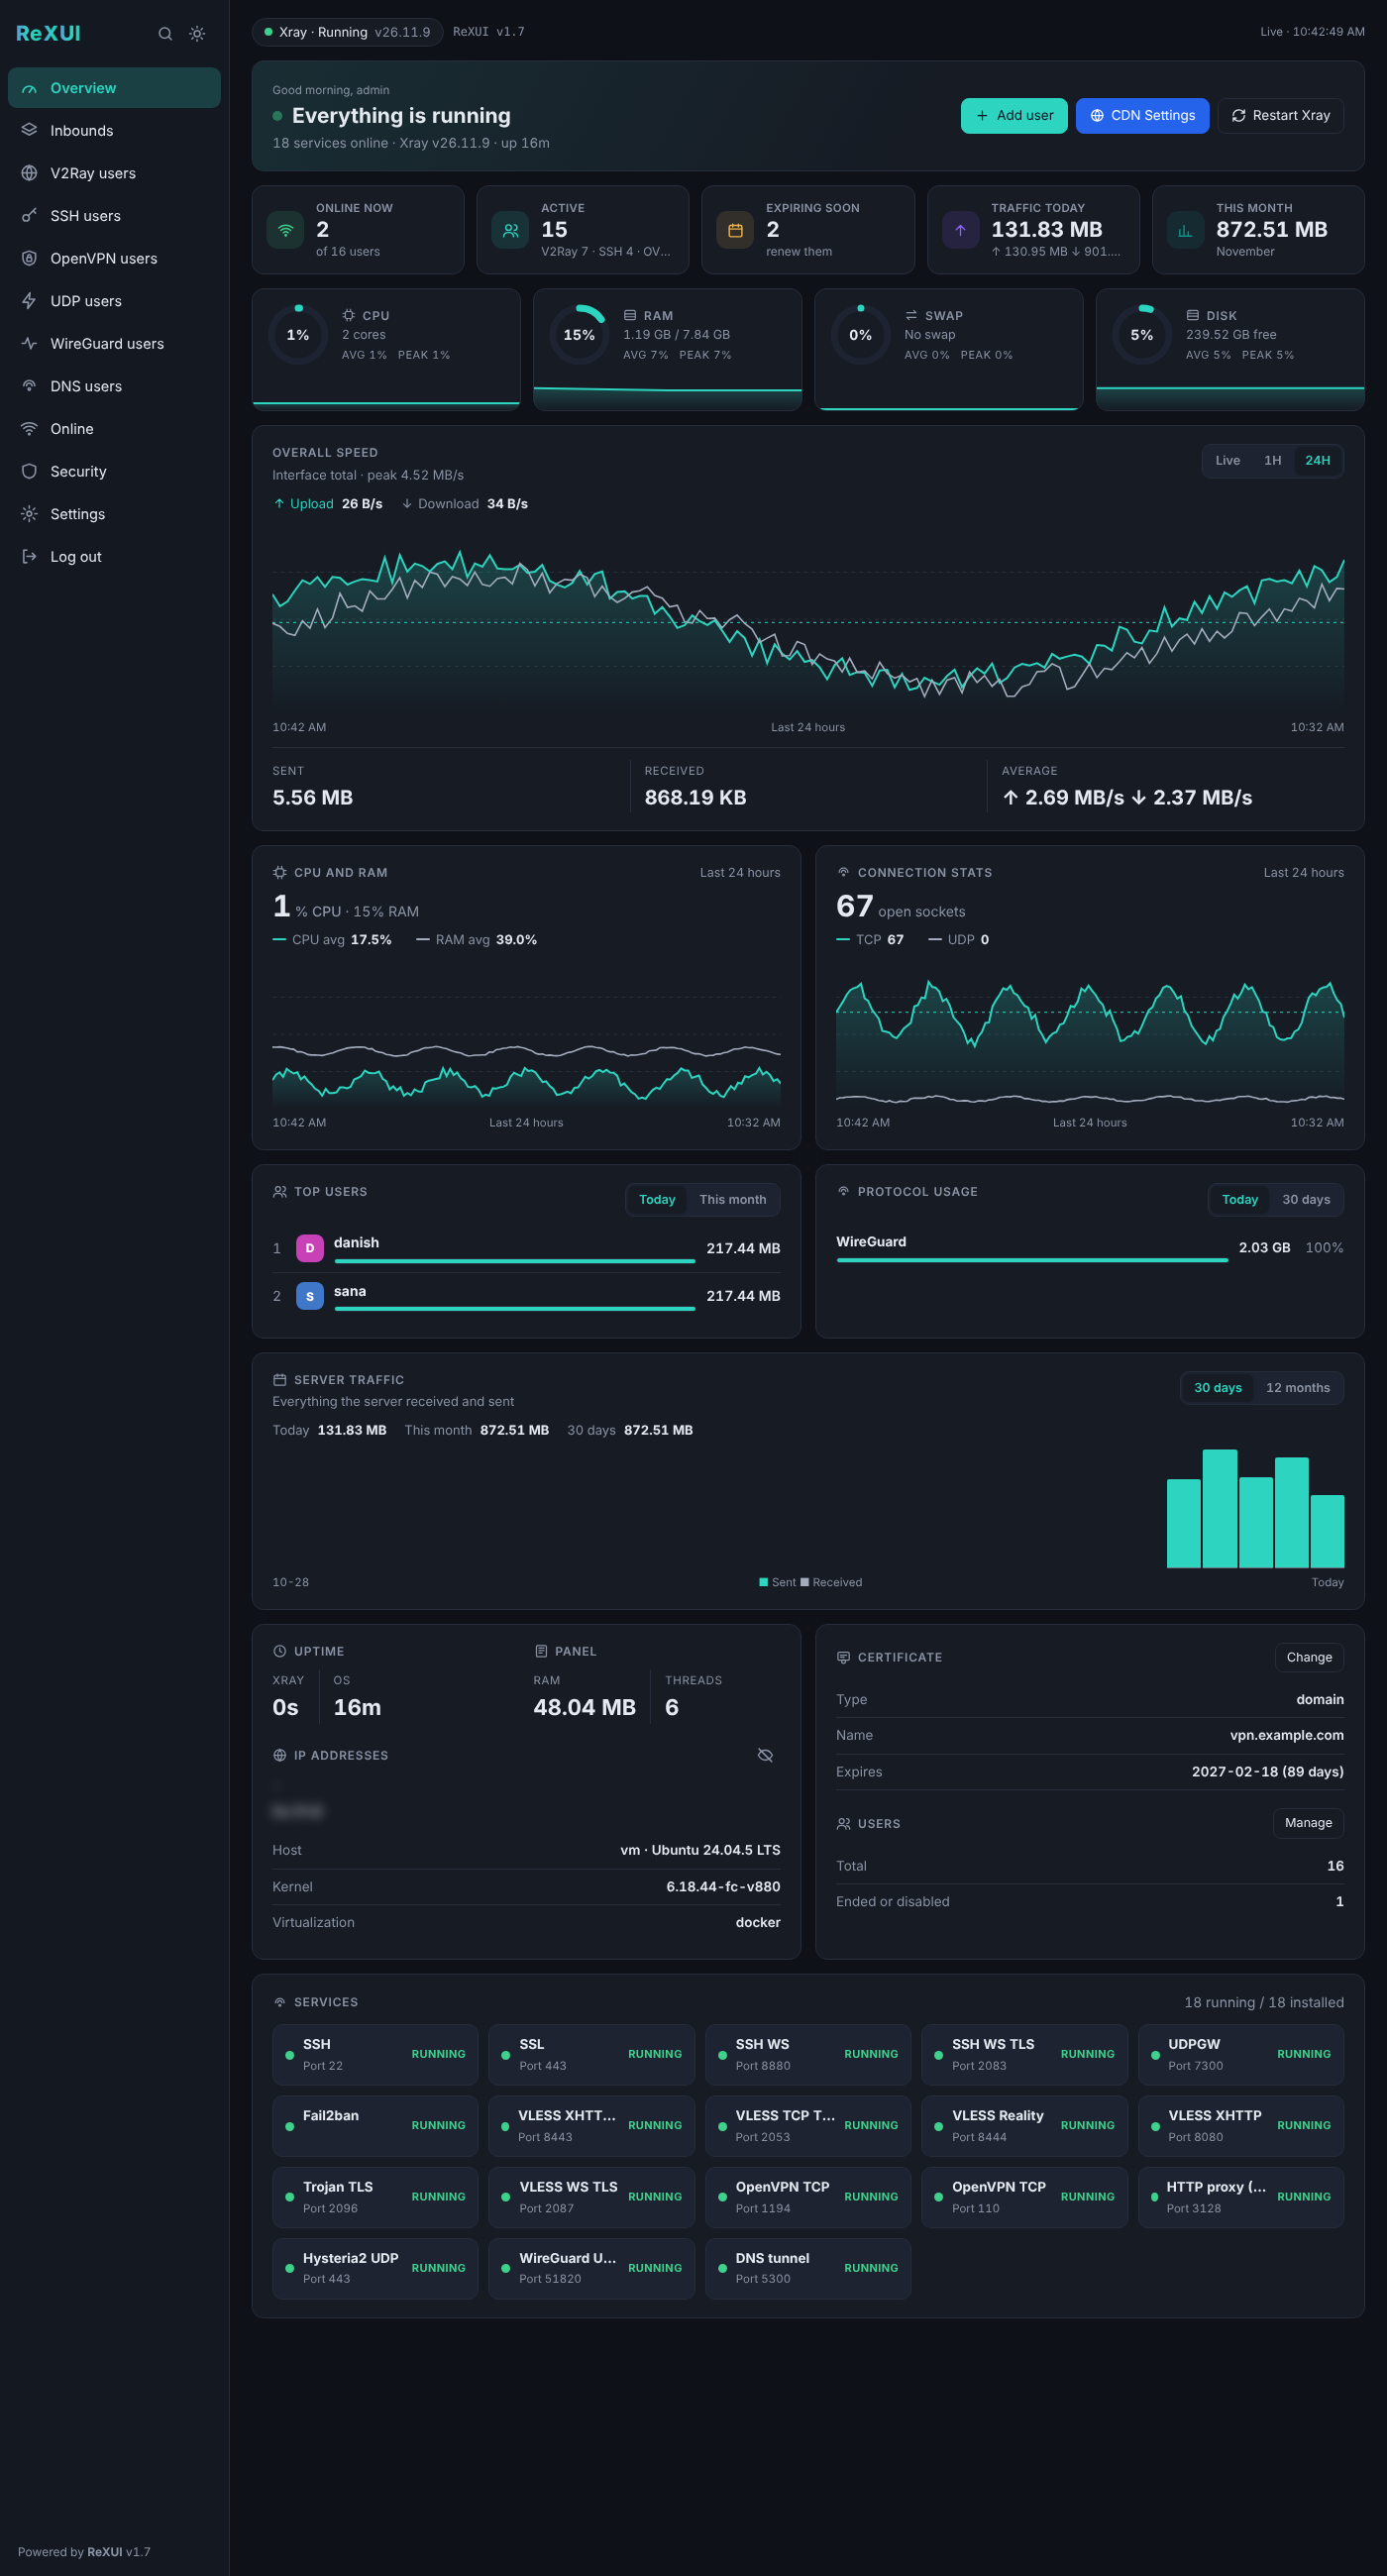 ReXUI
Overview
Inbounds
V2Ray users
SSH users
OpenVPN users
UDP users
WireGuard users
DNS users
Online
Security
Settings
Log out
Powered by ReXUI v1.7
Xray · Running v26.11.9 ReXUI v1.7
Live · 10:42:49 AM
Good morning, admin
Everything is running
18 services online · Xray v26.11.9 · up 16m
Add user
CDN Settings
Restart Xray
ONLINE NOW
2
of 16 users
ACTIVE
15
V2Ray 7 · SSH 4 · OV...
EXPIRING SOON
2
renew them
TRAFFIC TODAY
131.83 MB
↑ 130.95 MB ↓ 901....
THIS MONTH
872.51 MB
November
1%
CPU
2 cores
AVG 1% PEAK 1%
15%
RAM
1.19 GB / 7.84 GB
AVG 7% PEAK 7%
0%
SWAP
No swap
AVG 0% PEAK 0%
5%
DISK
239.52 GB free
AVG 5% PEAK 5%
OVERALL SPEED
Interface total · peak 4.52 MB/s
↑ Upload 26 B/s ↓ Download 34 B/s
Live 1H 24H
10:42 AM Last 24 hours 10:32 AM
SENT
5.56 MB
RECEIVED
868.19 KB
AVERAGE
↑ 2.69 MB/s ↓ 2.37 MB/s
CPU AND RAM Last 24 hours
1 % CPU · 15% RAM
CPU avg 17.5% RAM avg 39.0%
10:42 AM Last 24 hours 10:32 AM
CONNECTION STATS Last 24 hours
67 open sockets
TCP 67 UDP 0
10:42 AM Last 24 hours 10:32 AM
TOP USERS Today This month
1 D danish 217.44 MB
2 S sana 217.44 MB
PROTOCOL USAGE Today 30 days
WireGuard 2.03 GB 100%
SERVER TRAFFIC 30 days 12 months
Everything the server received and sent
Today 131.83 MB This month 872.51 MB 30 days 872.51 MB
10-28 Sent Received Today
UPTIME
XRAY OS
0s 16m
PANEL
RAM THREADS
48.04 MB 6
IP ADDRESSES
Host vm · Ubuntu 24.04.5 LTS
Kernel 6.18.44-fc-v880
Virtualization docker
CERTIFICATE Change
Type domain
Name vpn.example.com
Expires 2027-02-18 (89 days)
USERS Manage
Total 16
Ended or disabled 1
SERVICES 18 running / 18 installed
SSH
Port 22
RUNNING
SSL
Port 443
RUNNING
SSH WS
Port 8880
RUNNING
SSH WS TLS
Port 2083
RUNNING
UDPGW
Port 7300
RUNNING
Fail2ban
RUNNING
VLESS XHTT...
Port 8443
RUNNING
VLESS TCP T...
Port 2053
RUNNING
VLESS Reality
Port 8444
RUNNING
VLESS XHTTP
Port 8080
RUNNING
Trojan TLS
Port 2096
RUNNING
VLESS WS TLS
Port 2087
RUNNING
OpenVPN TCP
Port 1194
RUNNING
OpenVPN TCP
Port 110
RUNNING
HTTP proxy (...
Port 3128
RUNNING
Hysteria2 UDP
Port 443
RUNNING
WireGuard U...
Port 51820
RUNNING
DNS tunnel
Port 5300
RUNNING